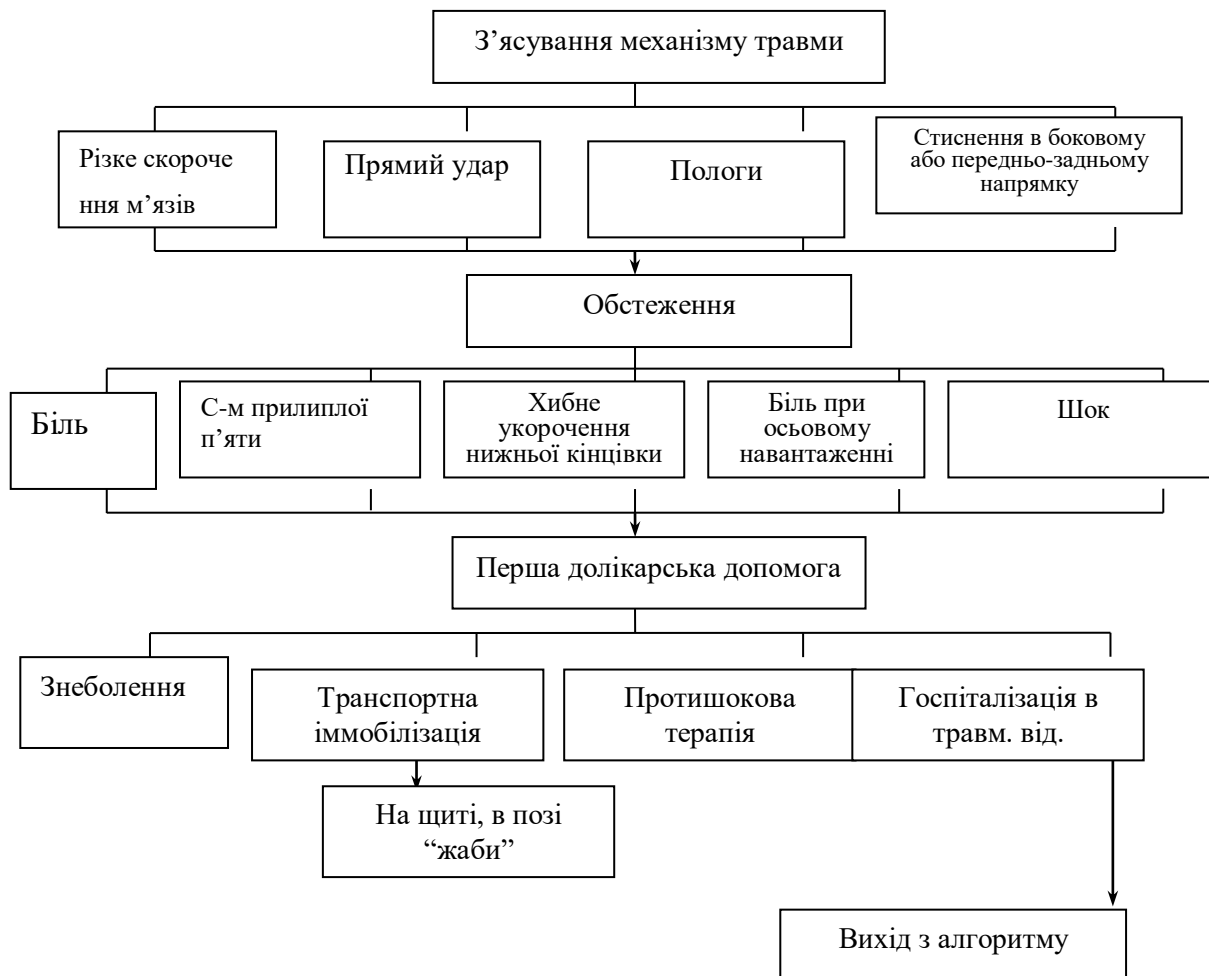 З’ясування механізму травми
Різке скороче
ння м’язів
Прямий удар
Пологи
Стиснення в боковому
або передньо-задньому
напрямку
Обстеження
Біль
С-м прилиплої
п’яти
Хибне
укорочення
нижньої кінцівки
Біль при
осьовому
навантаженні
Шок
Перша долікарська допомога
Знеболення
Транспортна
іммобілізація
Протишокова
терапія
Госпіталізація в
травм. від.
На щиті, в позі
“жаби”
Вихід з алгоритму